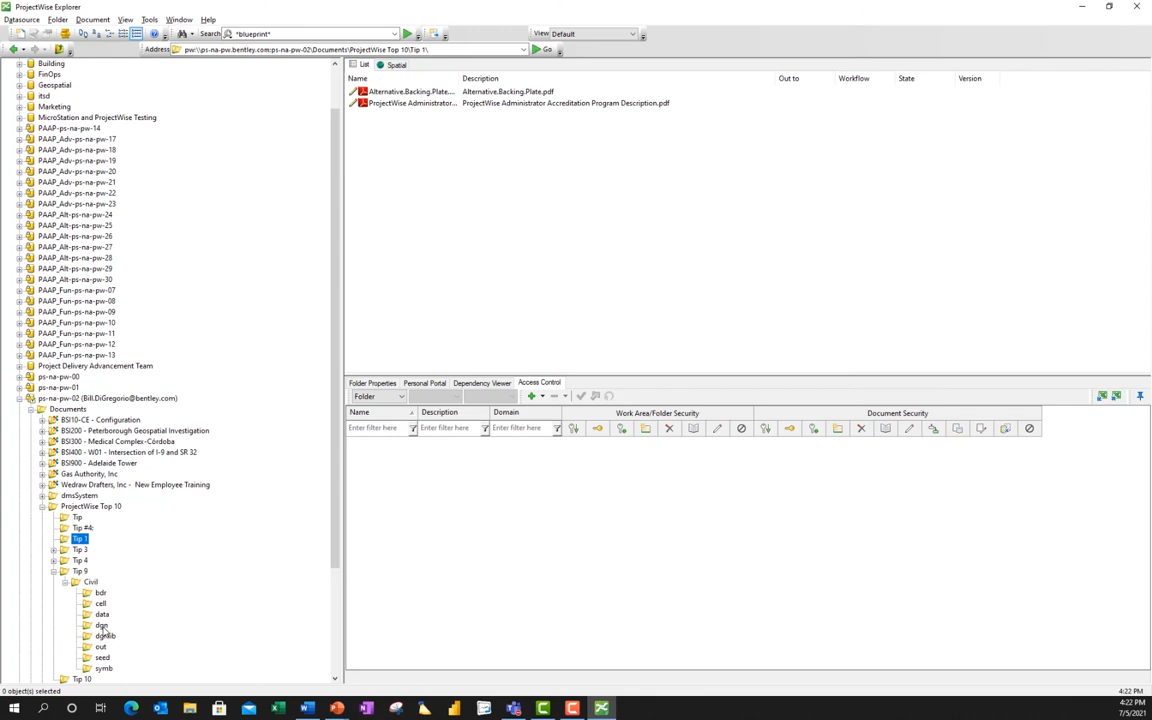 ProjectWise Explorer
Datasource Folder Document View Tools Window Help
Search *blueprint* View Default
Address pw:\\ps-na-pw.bentley.com:ps-na-pw-02\Documents\ProjectWise Top 10\Tip 1\ Go
Building
FinOps
Geospatial
itsd
Marketing
MicroStation and ProjectWise Testing
PAAP-ps-na-pw-14
PAAP_Adv-ps-na-pw-17
PAAP_Adv-ps-na-pw-18
PAAP_Adv-ps-na-pw-19
PAAP_Adv-ps-na-pw-20
PAAP_Adv-ps-na-pw-21
PAAP_Adv-ps-na-pw-22
PAAP_Adv-ps-na-pw-23
PAAP_Alt-ps-na-pw-24
PAAP_Alt-ps-na-pw-25
PAAP_Alt-ps-na-pw-26
PAAP_Alt-ps-na-pw-27
PAAP_Alt-ps-na-pw-28
PAAP_Alt-ps-na-pw-29
PAAP_Alt-ps-na-pw-30
PAAP_Fun-ps-na-pw-07
PAAP_Fun-ps-na-pw-08
PAAP_Fun-ps-na-pw-09
PAAP_Fun-ps-na-pw-10
PAAP_Fun-ps-na-pw-11
PAAP_Fun-ps-na-pw-12
PAAP_Fun-ps-na-pw-13
Project Delivery Advancement Team
ps-na-pw-00
ps-na-pw-01
ps-na-pw-02 (Bill.DiGregorio@bentley.com)
Documents
BSI10-CE - Configuration
BSI200 - Peterborough Geospatial Investigation
BSI300 - Medical Complex-Córdoba
BSI400 - W01 - Intersection of I-9 and SR 32
BSI900 - Adelaide Tower
Gas Authority, Inc
Wedraw Drafters, Inc - New Employee Training
dmsSystem
ProjectWise Top 10
Tip
Tip #4:
Tip 1
Tip 3
Tip 4
Tip 9
Civil
bdr
cell
data
dgn
dgnlib
out
seed
symb
Tip 10
List Spatial
Name Description Out to Workflow State Version
Alternative.Backing.Plate.... Alternative.Backing.Plate.pdf
ProjectWise Administrator... ProjectWise Administrator Accreditation Program Description.pdf
Folder Properties Personal Portal Dependency Viewer Access Control
Folder
Name Description Domain Work Area/Folder Security Document Security
Enter filter here Enter filter here Enter filter here
0 object(s) selected 4:22 PM
4:22 PM
7/5/2021